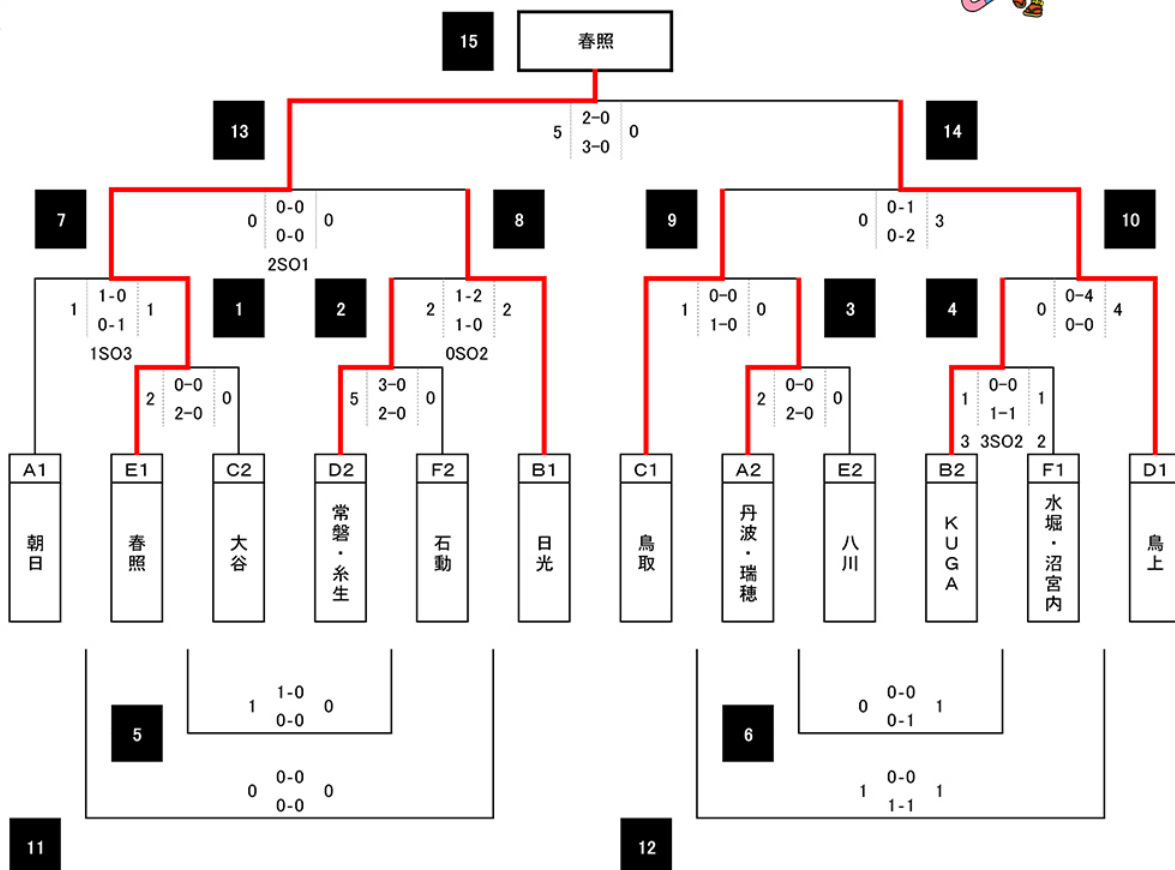 15 春照
13 14
2-0
5 0
3-0
7 8 9 10
0-0 0-1
0 0 0 3
0-0 0-2
2SO1
1 2 3 4
1-0 1-2 0-0 0-4
1 1 2 2 1 0 0 4
0-1 1-0 1-0 0-0
1SO3 0SO2
0-0 3-0 0-0 0-0
2 0 5 0 2 0 1 1
2-0 2-0 2-0 1-1
3 3SO2 2
A1 E1 C2 D2 F2 B1 C1 A2 E2 B2 F1 D1
朝日
春照
大谷
常磐・糸生
石動
日光
鳥取
丹波・瑞穂
八川
KUGA
水堀・沼宮内
鳥上
1-0 0-0
1 0 0 1
0-0 0-1
5 6
0-0 0-0
0 0 1 1
0-0 1-1
11 12